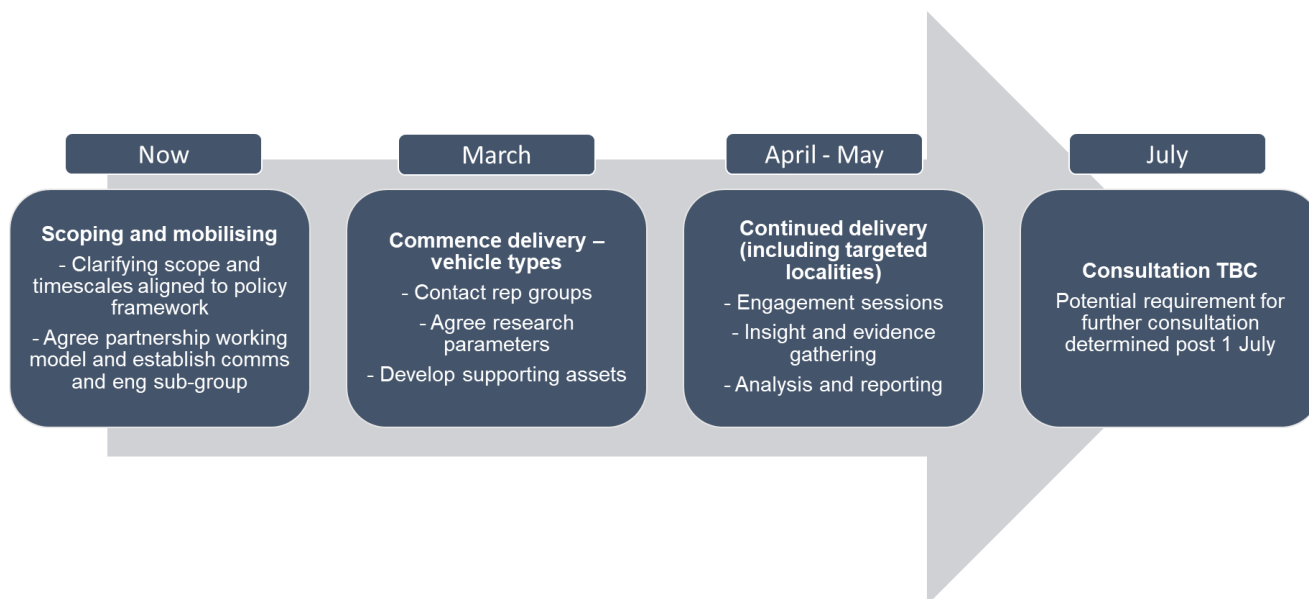 Now
Scoping and mobilising
- Clarifying scope and
timescales aligned to policy
framework
- Agree partnership working
model and establish comms
and eng sub-group
March
Commence delivery –
vehicle types
- Contact rep groups
- Agree research
parameters
- Develop supporting assets
April - May
Continued delivery
(including targeted
localities)
- Engagement sessions
- Insight and evidence
gathering
- Analysis and reporting
July
Consultation TBC
Potential requirement for
further consultation
determined post 1 July